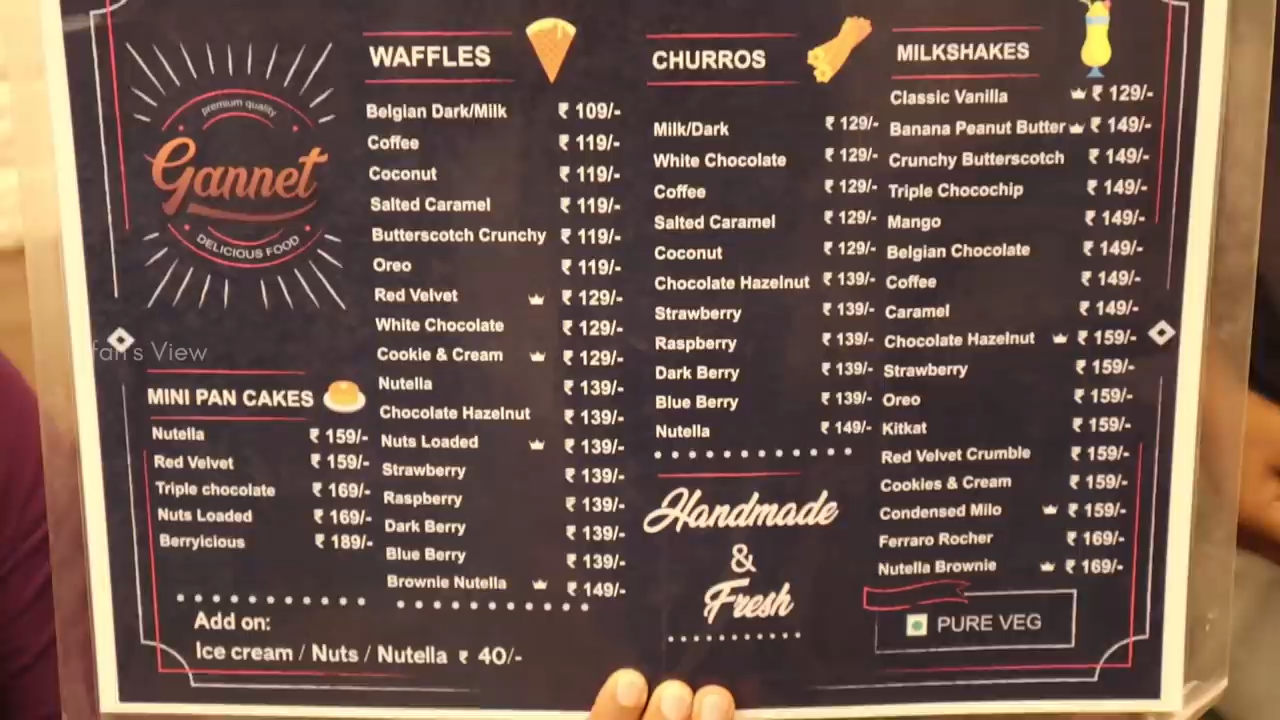 premium quality
Gannet
DELICIOUS FOOD
fan's View
MINI PAN CAKES
Nutella ₹ 159/-
Red Velvet ₹ 159/-
Triple chocolate ₹ 169/-
Nuts Loaded ₹ 169/-
Berryicious ₹ 189/-
Add on:
Ice cream / Nuts / Nutella ₹ 40/-
WAFFLES
Belgian Dark/Milk ₹ 109/-
Coffee ₹ 119/-
Coconut ₹ 119/-
Salted Caramel ₹ 119/-
Butterscotch Crunchy ₹ 119/-
Oreo ₹ 119/-
Red Velvet ₹ 129/-
White Chocolate ₹ 129/-
Cookie & Cream ₹ 129/-
Nutella ₹ 139/-
Chocolate Hazelnut ₹ 139/-
Nuts Loaded ₹ 139/-
Strawberry ₹ 139/-
Raspberry ₹ 139/-
Dark Berry ₹ 139/-
Blue Berry ₹ 139/-
Brownie Nutella ₹ 149/-
CHURROS
Milk/Dark ₹ 129/-
White Chocolate ₹ 129/-
Coffee ₹ 129/-
Salted Caramel ₹ 129/-
Coconut ₹ 129/-
Chocolate Hazelnut ₹ 139/-
Strawberry ₹ 139/-
Raspberry ₹ 139/-
Dark Berry ₹ 139/-
Blue Berry ₹ 139/-
Nutella ₹ 149/-
Handmade
&
Fresh
MILKSHAKES
Classic Vanilla ₹ 129/-
Banana Peanut Butter ₹ 149/-
Crunchy Butterscotch ₹ 149/-
Triple Chocochip ₹ 149/-
Mango ₹ 149/-
Belgian Chocolate ₹ 149/-
Coffee ₹ 149/-
Caramel ₹ 149/-
Chocolate Hazelnut ₹ 159/-
Strawberry ₹ 159/-
Oreo ₹ 159/-
Kitkat ₹ 159/-
Red Velvet Crumble ₹ 159/-
Cookies & Cream ₹ 159/-
Condensed Milo ₹ 159/-
Ferraro Rocher ₹ 169/-
Nutella Brownie ₹ 169/-
PURE VEG